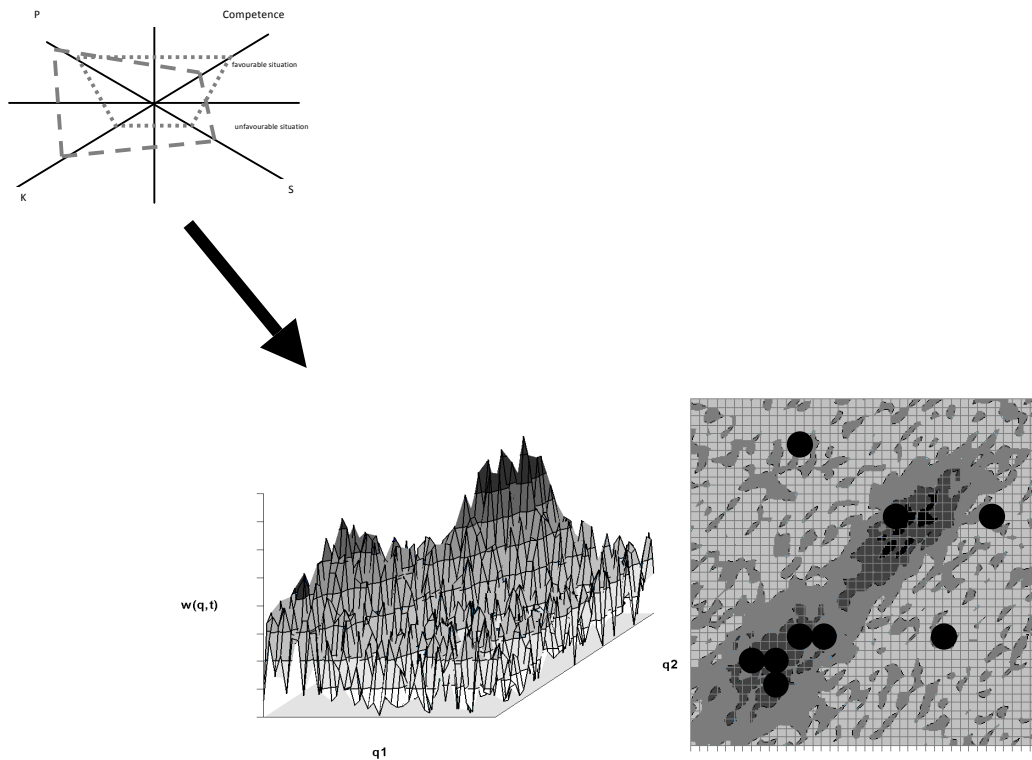 P
Competence
favourable situation
unfavourable situation
K
S
w(q,t)
q2
q1